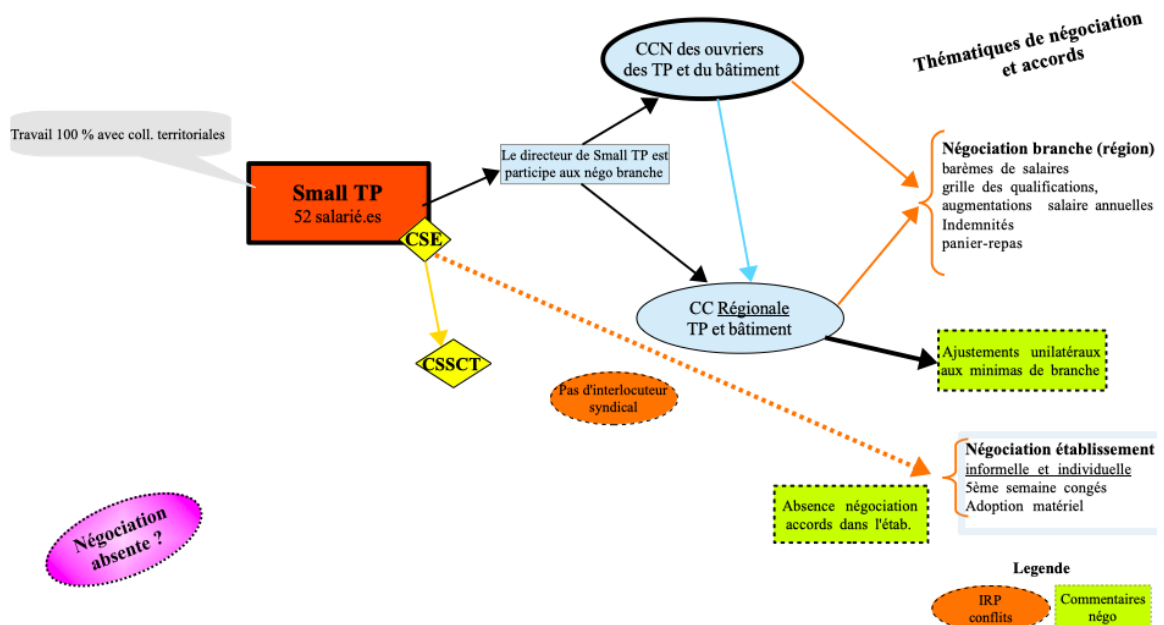 CCN des ouvriers
des TP et du bâtiment
Thématiques de négociation
et accords
Travail 100 % avec coll. territoriales
Le directeur de Small TP est
participe aux négo branche
Small TP
52 salarié.es
CSE
Négociation branche (région)
barèmes de salaires
grille des qualifications,
augmentations salaire annuelles
Indemnités
panier-repas
CC Régionale
TP et bâtiment
CSSCT
Ajustements unilatéraux
aux minimas de branche
Pas d'interlocuteur
syndical
Négociation établissement
informelle et individuelle
5ème semaine congés
Adoption matériel
Absence négociation
accords dans l'étab.
Négociation
absente ?
Legende
IRP
conflits
Commentaires
négo